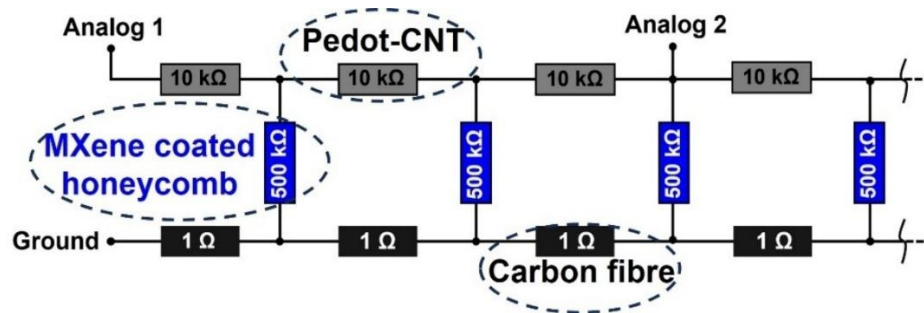 Analog 1
Pedot-CNT
Analog 2
10 kΩ
10 kΩ
10 kΩ
10 kΩ
MXene coated
honeycomb
500 kΩ
500 kΩ
500 kΩ
500 kΩ
Ground
1 Ω
1 Ω
1 Ω
1 Ω
Carbon fibre